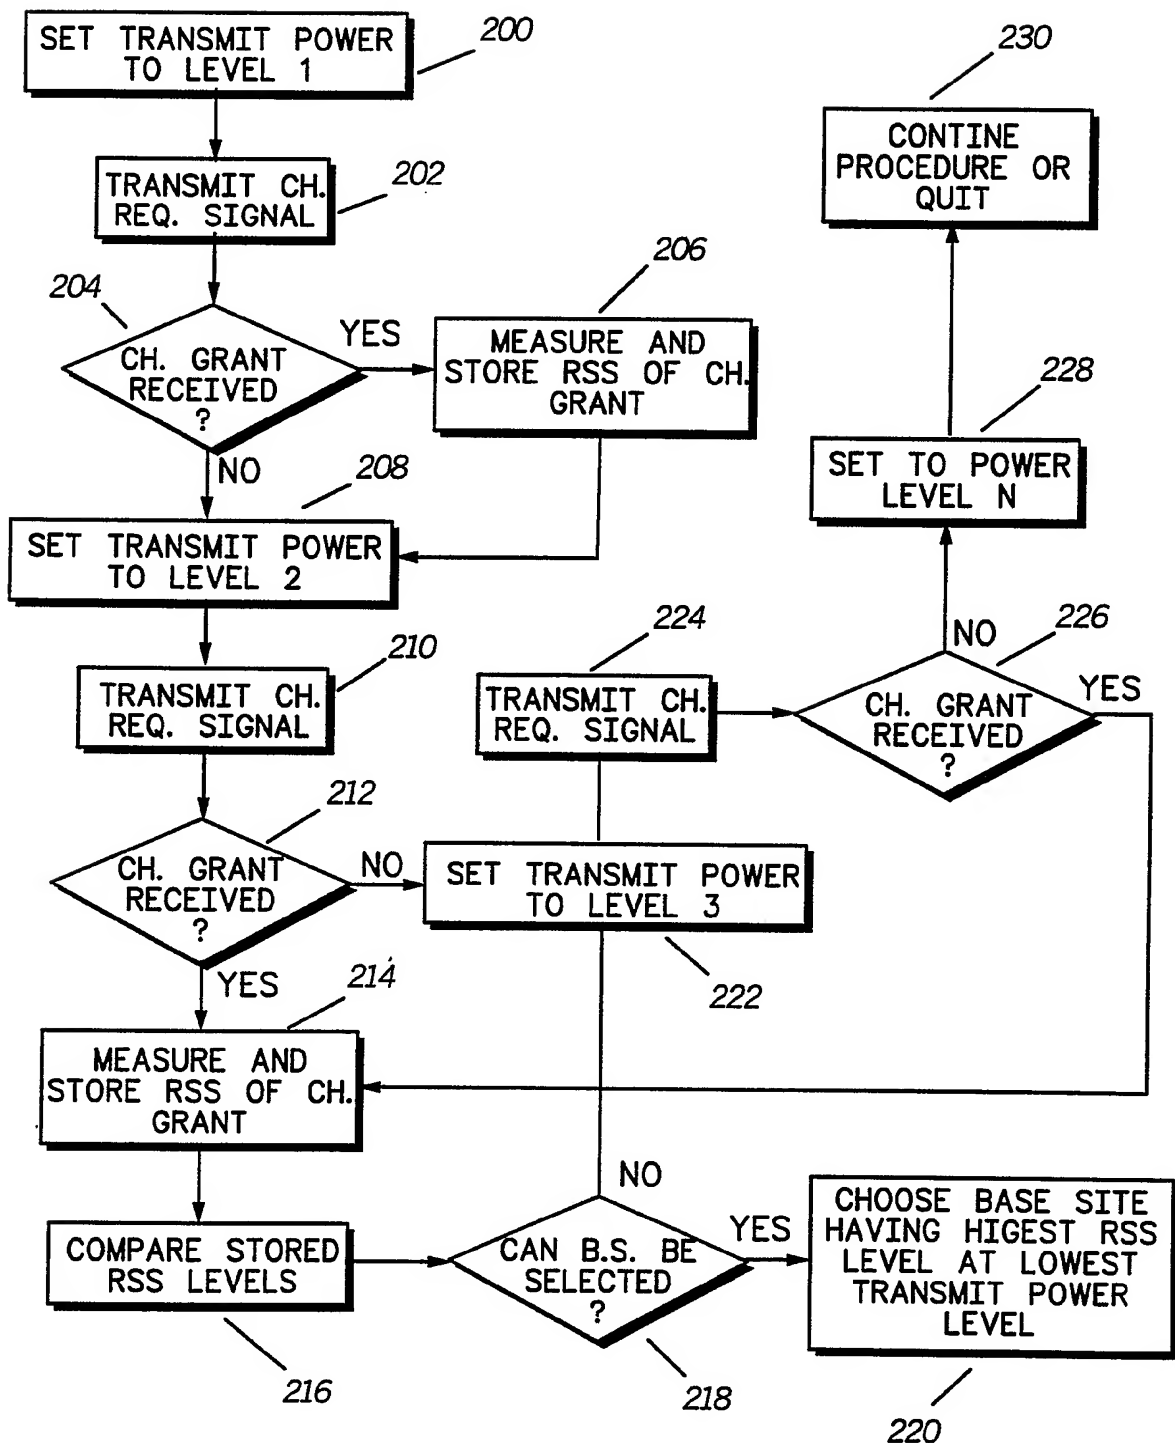 SET TRANSMIT POWER
TO LEVEL 1
200
TRANSMIT CH.
REQ. SIGNAL
202
204
CH. GRANT
RECEIVED
?
YES
NO
206
MEASURE AND
STORE RSS OF CH.
GRANT
208
SET TRANSMIT POWER
TO LEVEL 2
210
TRANSMIT CH.
REQ. SIGNAL
212
CH. GRANT
RECEIVED
?
NO
YES
214
MEASURE AND
STORE RSS OF CH.
GRANT
COMPARE STORED
RSS LEVELS
216
CAN B.S. BE
SELECTED
?
NO
YES
218
CHOOSE BASE SITE
HAVING HIGEST RSS
LEVEL AT LOWEST
TRANSMIT POWER
LEVEL
220
SET TRANSMIT POWER
TO LEVEL 3
222
224
TRANSMIT CH.
REQ. SIGNAL
226
CH. GRANT
RECEIVED
?
NO
YES
228
SET TO POWER
LEVEL N
230
CONTINE
PROCEDURE OR
QUIT